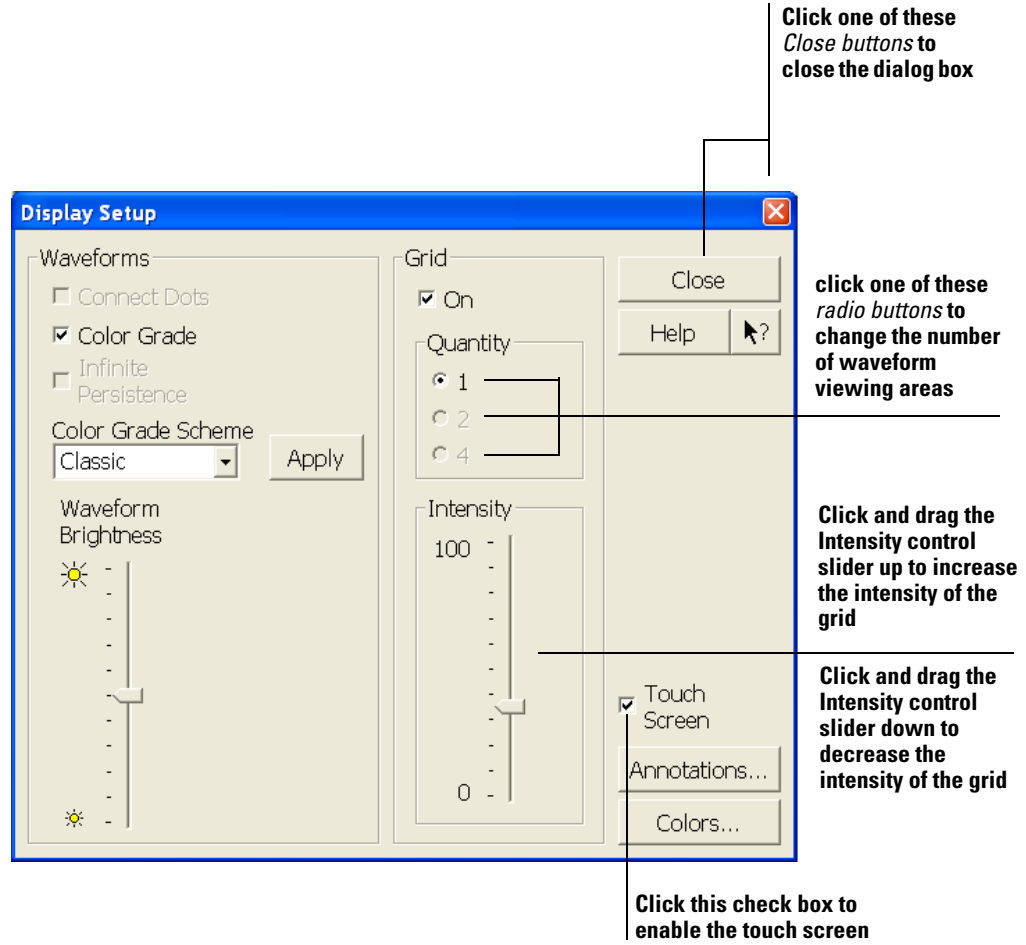 Click one of these
Close buttons to
close the dialog box
Display Setup
Waveforms
Connect Dots
Color Grade
Infinite
Persistence
Color Grade Scheme
Classic
Apply
Waveform
Brightness
Grid
On
Quantity
1
2
4
Intensity
100
0
Close
Help
?
Touch
Screen
Annotations...
Colors...
click one of these
radio buttons to
change the number
of waveform
viewing areas
Click and drag the
Intensity control
slider up to increase
the intensity of the
grid
Click and drag the
Intensity control
slider down to
decrease the
intensity of the grid
Click this check box to
enable the touch screen